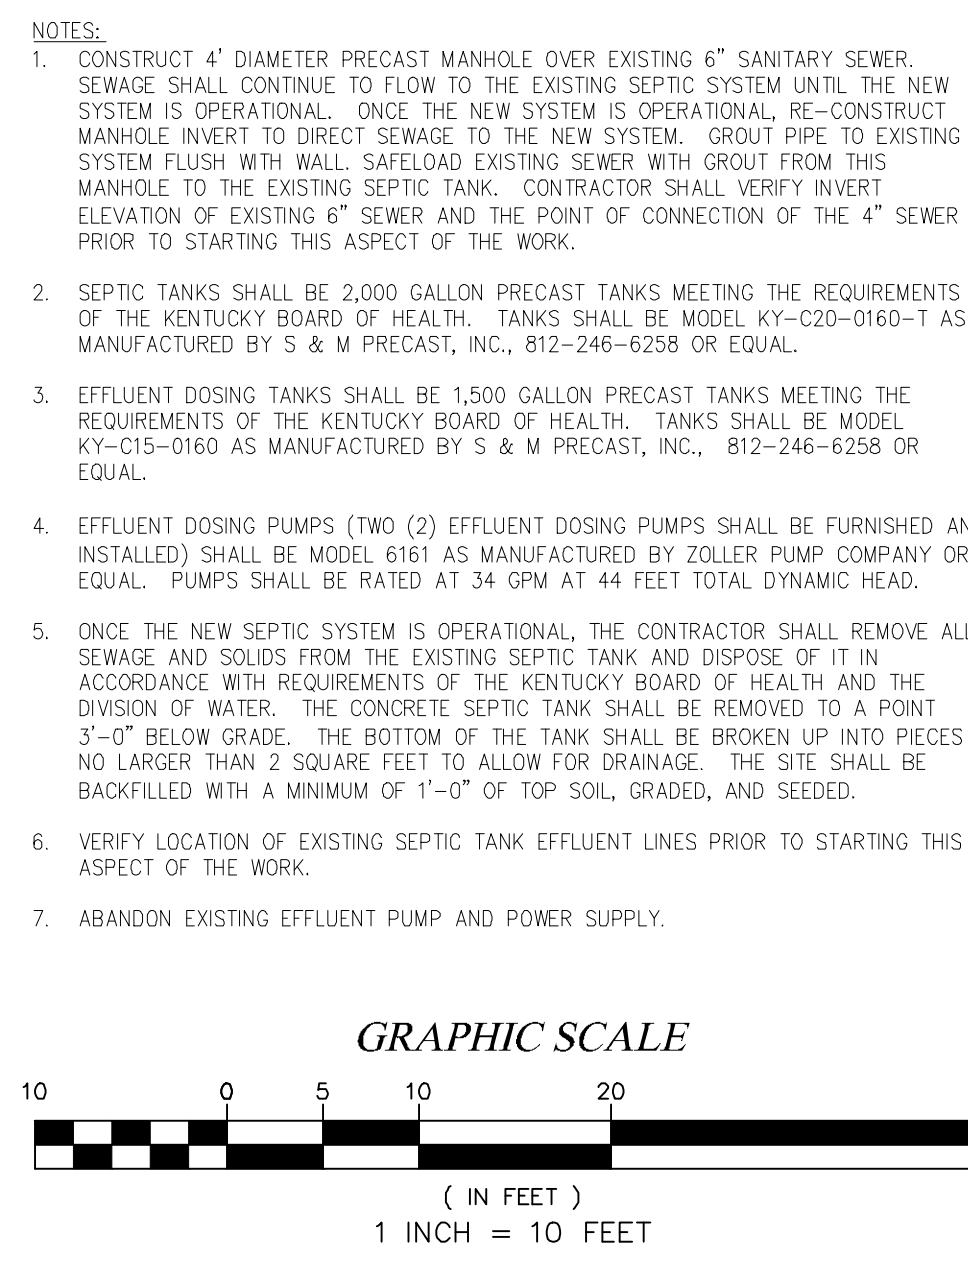 NOTES:
1. CONSTRUCT 4' DIAMETER PRECAST MANHOLE OVER EXISTING 6" SANITARY SEWER.
SEWAGE SHALL CONTINUE TO FLOW TO THE EXISTING SEPTIC SYSTEM UNTIL THE NEW
SYSTEM IS OPERATIONAL. ONCE THE NEW SYSTEM IS OPERATIONAL, RE-CONSTRUCT
MANHOLE INVERT TO DIRECT SEWAGE TO THE NEW SYSTEM. GROUT PIPE TO EXISTING
SYSTEM FLUSH WITH WALL. SAFELOAD EXISTING SEWER WITH GROUT FROM THIS
MANHOLE TO THE EXISTING SEPTIC TANK. CONTRACTOR SHALL VERIFY INVERT
ELEVATION OF EXISTING 6" SEWER AND THE POINT OF CONNECTION OF THE 4" SEWER
PRIOR TO STARTING THIS ASPECT OF THE WORK.
2. SEPTIC TANKS SHALL BE 2,000 GALLON PRECAST TANKS MEETING THE REQUIREMENTS
OF THE KENTUCKY BOARD OF HEALTH. TANKS SHALL BE MODEL KY-C20-0160-T AS
MANUFACTURED BY S & M PRECAST, INC., 812-246-6258 OR EQUAL.
3. EFFLUENT DOSING TANKS SHALL BE 1,500 GALLON PRECAST TANKS MEETING THE
REQUIREMENTS OF THE KENTUCKY BOARD OF HEALTH. TANKS SHALL BE MODEL
KY-C15-0160 AS MANUFACTURED BY S & M PRECAST, INC., 812-246-6258 OR
EQUAL.
4. EFFLUENT DOSING PUMPS (TWO (2) EFFLUENT DOSING PUMPS SHALL BE FURNISHED AN
INSTALLED) SHALL BE MODEL 6161 AS MANUFACTURED BY ZOLLER PUMP COMPANY OR
EQUAL. PUMPS SHALL BE RATED AT 34 GPM AT 44 FEET TOTAL DYNAMIC HEAD.
5. ONCE THE NEW SEPTIC SYSTEM IS OPERATIONAL, THE CONTRACTOR SHALL REMOVE ALL
SEWAGE AND SOLIDS FROM THE EXISTING SEPTIC TANK AND DISPOSE OF IT IN
ACCORDANCE WITH REQUIREMENTS OF THE KENTUCKY BOARD OF HEALTH AND THE
DIVISION OF WATER. THE CONCRETE SEPTIC TANK SHALL BE REMOVED TO A POINT
3'-0" BELOW GRADE. THE BOTTOM OF THE TANK SHALL BE BROKEN UP INTO PIECES
NO LARGER THAN 2 SQUARE FEET TO ALLOW FOR DRAINAGE. THE SITE SHALL BE
BACKFILLED WITH A MINIMUM OF 1'-0" OF TOP SOIL, GRADED, AND SEEDED.
6. VERIFY LOCATION OF EXISTING SEPTIC TANK EFFLUENT LINES PRIOR TO STARTING THIS
ASPECT OF THE WORK.
7. ABANDON EXISTING EFFLUENT PUMP AND POWER SUPPLY.
GRAPHIC SCALE
10 0 5 10 20
( IN FEET )
1 INCH = 10 FEET